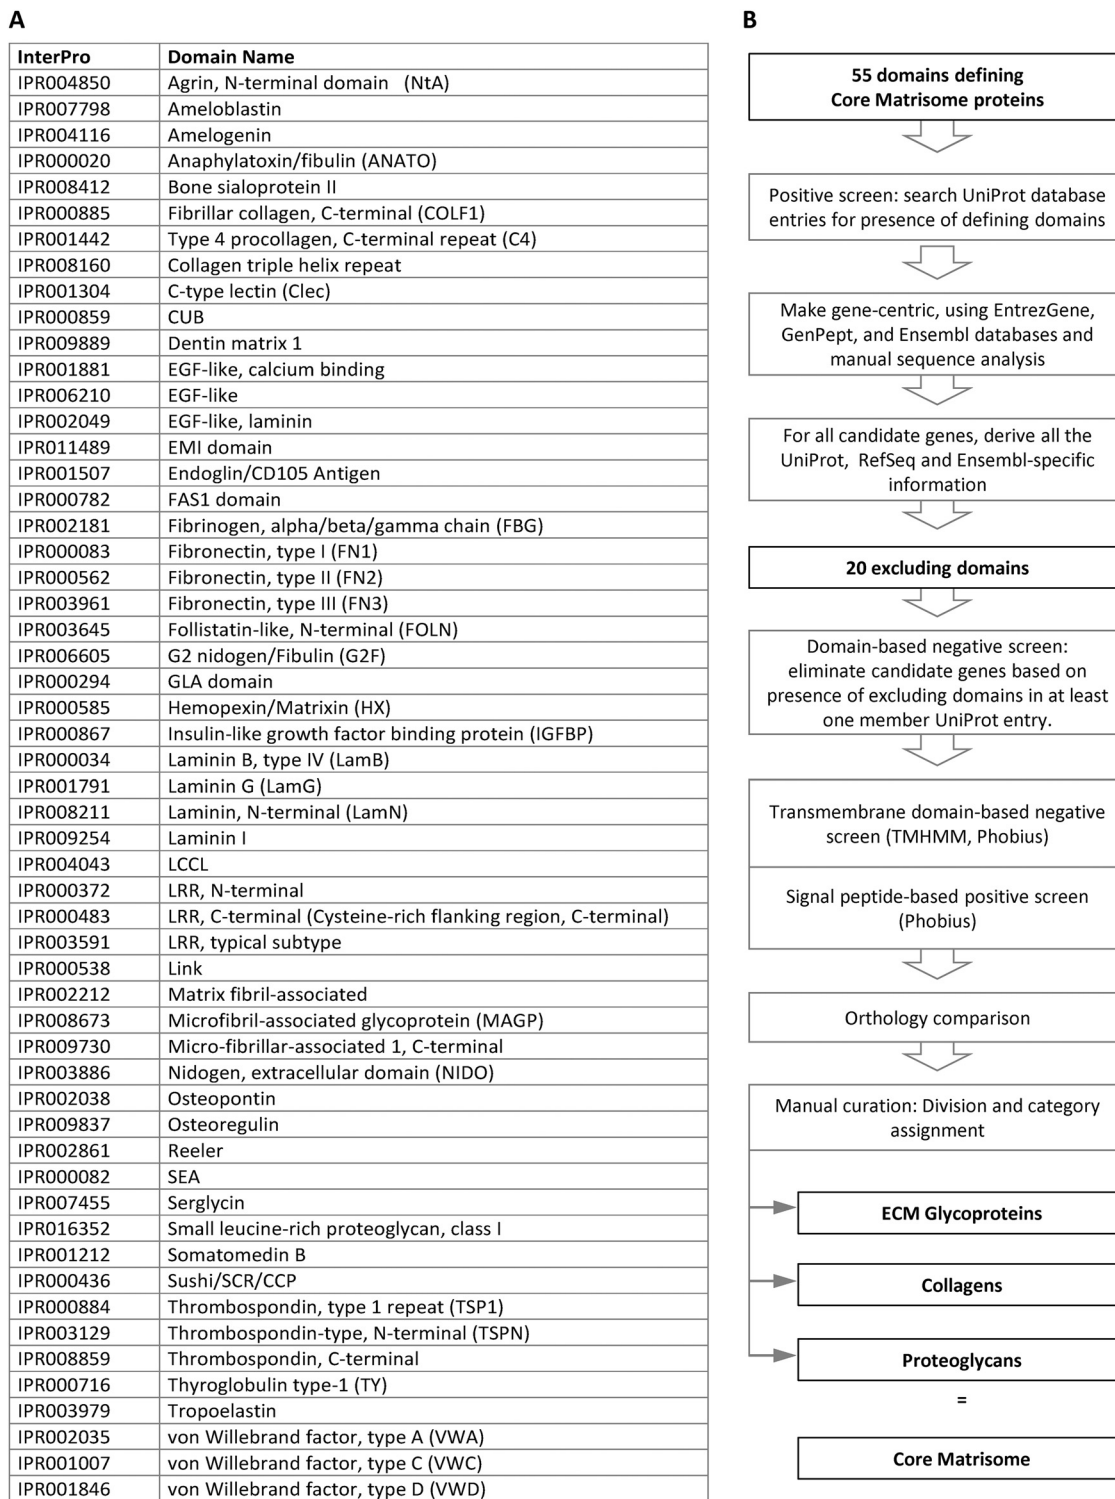 A
InterPro Domain Name
IPR004850 Agrin, N-terminal domain (NtA)
IPR007798 Ameloblastin
IPR004116 Amelogenin
IPR000020 Anaphylatoxin/fibulin (ANATO)
IPR008412 Bone sialoprotein II
IPR000885 Fibrillar collagen, C-terminal (COLF1)
IPR001442 Type 4 procollagen, C-terminal repeat (C4)
IPR008160 Collagen triple helix repeat
IPR001304 C-type lectin (Clec)
IPR000859 CUB
IPR009889 Dentin matrix 1
IPR001881 EGF-like, calcium binding
IPR006210 EGF-like
IPR002049 EGF-like, laminin
IPR011489 EMI domain
IPR001507 Endoglin/CD105 Antigen
IPR000782 FAS1 domain
IPR002181 Fibrinogen, alpha/beta/gamma chain (FBG)
IPR000083 Fibronectin, type I (FN1)
IPR000562 Fibronectin, type II (FN2)
IPR003961 Fibronectin, type III (FN3)
IPR003645 Follistatin-like, N-terminal (FOLN)
IPR006605 G2 nidogen/Fibulin (G2F)
IPR000294 GLA domain
IPR000585 Hemopexin/Matrixin (HX)
IPR000867 Insulin-like growth factor binding protein (IGFBP)
IPR000034 Laminin B, type IV (LamB)
IPR001791 Laminin G (LamG)
IPR008211 Laminin, N-terminal (LamN)
IPR009254 Laminin I
IPR004043 LCCL
IPR000372 LRR, N-terminal
IPR000483 LRR, C-terminal (Cysteine-rich flanking region, C-terminal)
IPR003591 LRR, typical subtype
IPR000538 Link
IPR002212 Matrix fibril-associated
IPR008673 Microfibril-associated glycoprotein (MAGP)
IPR009730 Micro-fibrillar-associated 1, C-terminal
IPR003886 Nidogen, extracellular domain (NIDO)
IPR002038 Osteopontin
IPR009837 Osteoregulin
IPR002861 Reeler
IPR000082 SEA
IPR007455 Serglycin
IPR016352 Small leucine-rich proteoglycan, class I
IPR001212 Somatomedin B
IPR000436 Sushi/SCR/CCP
IPR000884 Thrombospondin, type 1 repeat (TSP1)
IPR003129 Thrombospondin-type, N-terminal (TSPN)
IPR008859 Thrombospondin, C-terminal
IPR000716 Thyroglobulin type-1 (TY)
IPR003979 Tropoelastin
IPR002035 von Willebrand factor, type A (VWA)
IPR001007 von Willebrand factor, type C (VWC)
IPR001846 von Willebrand factor, type D (VWD)
B
55 domains defining
Core Matrisome proteins
Positive screen: search UniProt database
entries for presence of defining domains
Make gene-centric, using EntrezGene,
GenPept, and Ensembl databases and
manual sequence analysis
For all candidate genes, derive all the
UniProt, RefSeq and Ensembl-specific
information
20 excluding domains
Domain-based negative screen:
eliminate candidate genes based on
presence of excluding domains in at least
one member UniProt entry.
Transmembrane domain-based negative
screen (TMHMM, Phobius)
Signal peptide-based positive screen
(Phobius)
Orthology comparison
Manual curation: Division and category
assignment
ECM Glycoproteins
Collagens
Proteoglycans
=
Core Matrisome